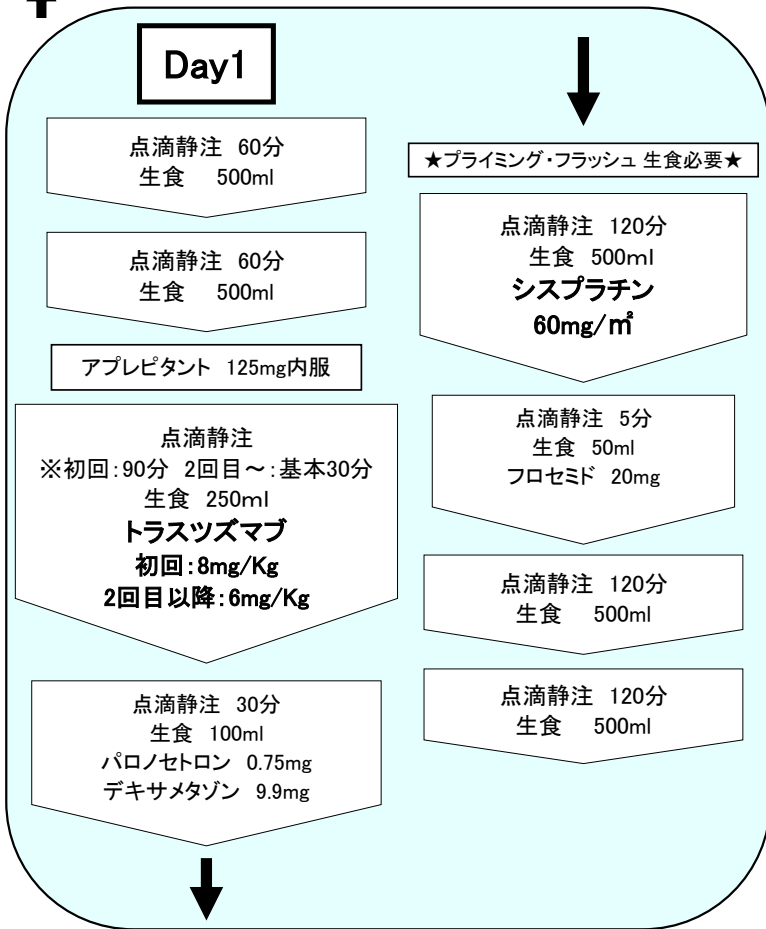 Day1
点滴静注 60分
生食 500ml
点滴静注 60分
生食 500ml
アプレピタント 125mg内服
点滴静注
※初回:90分 2回目～:基本30分
生食 250ml
トラスツズマブ
初回:8mg/Kg
2回目以降:6mg/Kg
点滴静注 30分
生食 100ml
パロノセトロン 0.75mg
デキサメタゾン 9.9mg
★プライミング・フラッシュ 生食必要★
点滴静注 120分
生食 500ml
シスプラチン
60mg/㎡
点滴静注 5分
生食 50ml
フロセミド 20mg
点滴静注 120分
生食 500ml
点滴静注 120分
生食 500ml